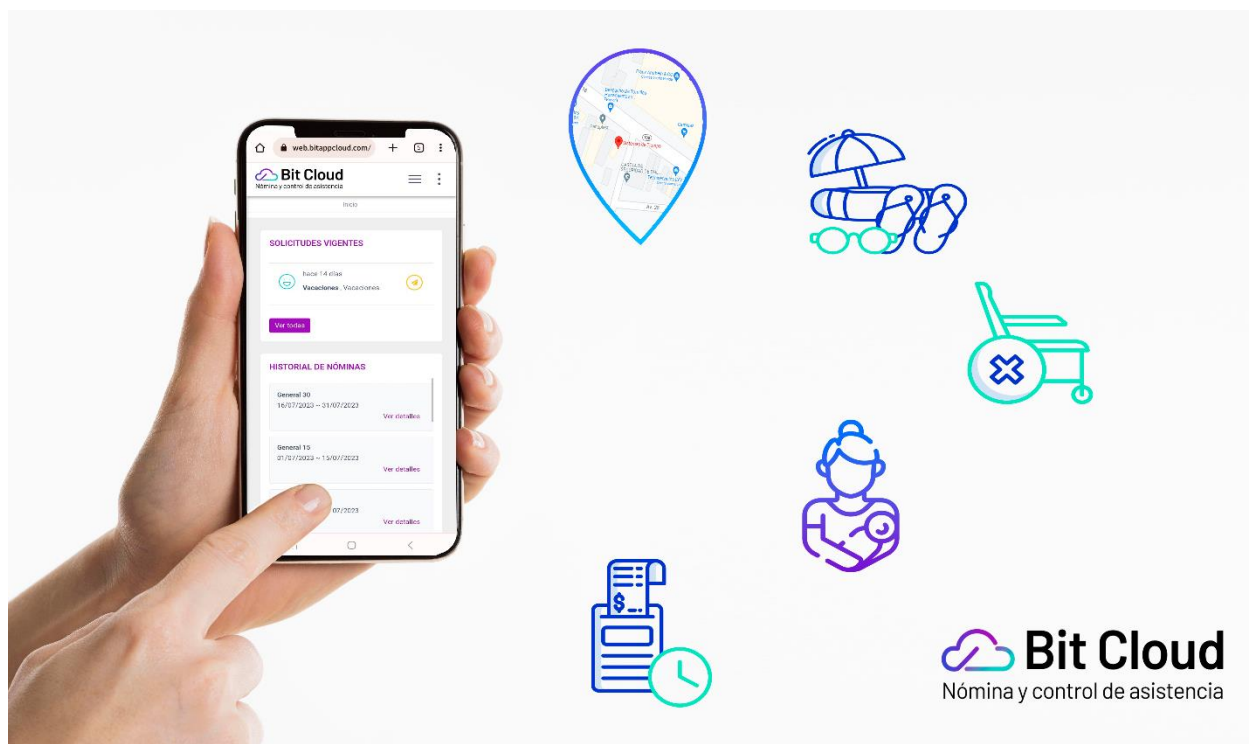 web.bitappcloud.com/
5
Bit Cloud
Nómina y control de asistencia
Inicio
SOLICITUDES VIGENTES
hace 14 días
Vacaciones . Vacaciones
Ver todas
HISTORIAL DE NÓMINAS
General 30
16/07/2023 -- 31/07/2023
Ver detalles
General 15
01/07/2023 -- 15/07/2023
Ver detalles
07/2023
Ver detalles
$
Bit Cloud
Nómina y control de asistencia